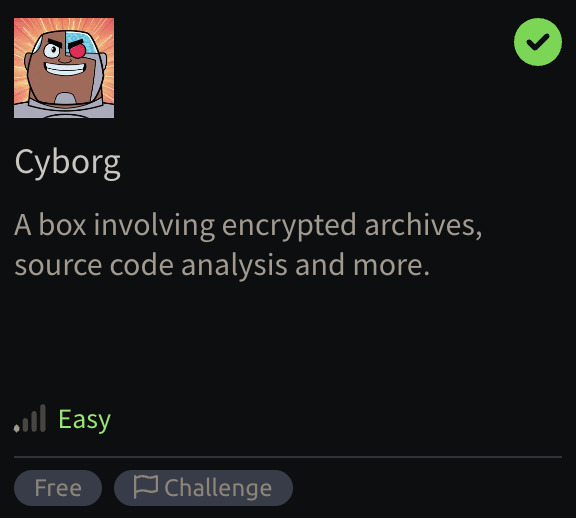 Cyborg
A box involving encrypted archives,
source code analysis and more.
Easy
Free
Challenge